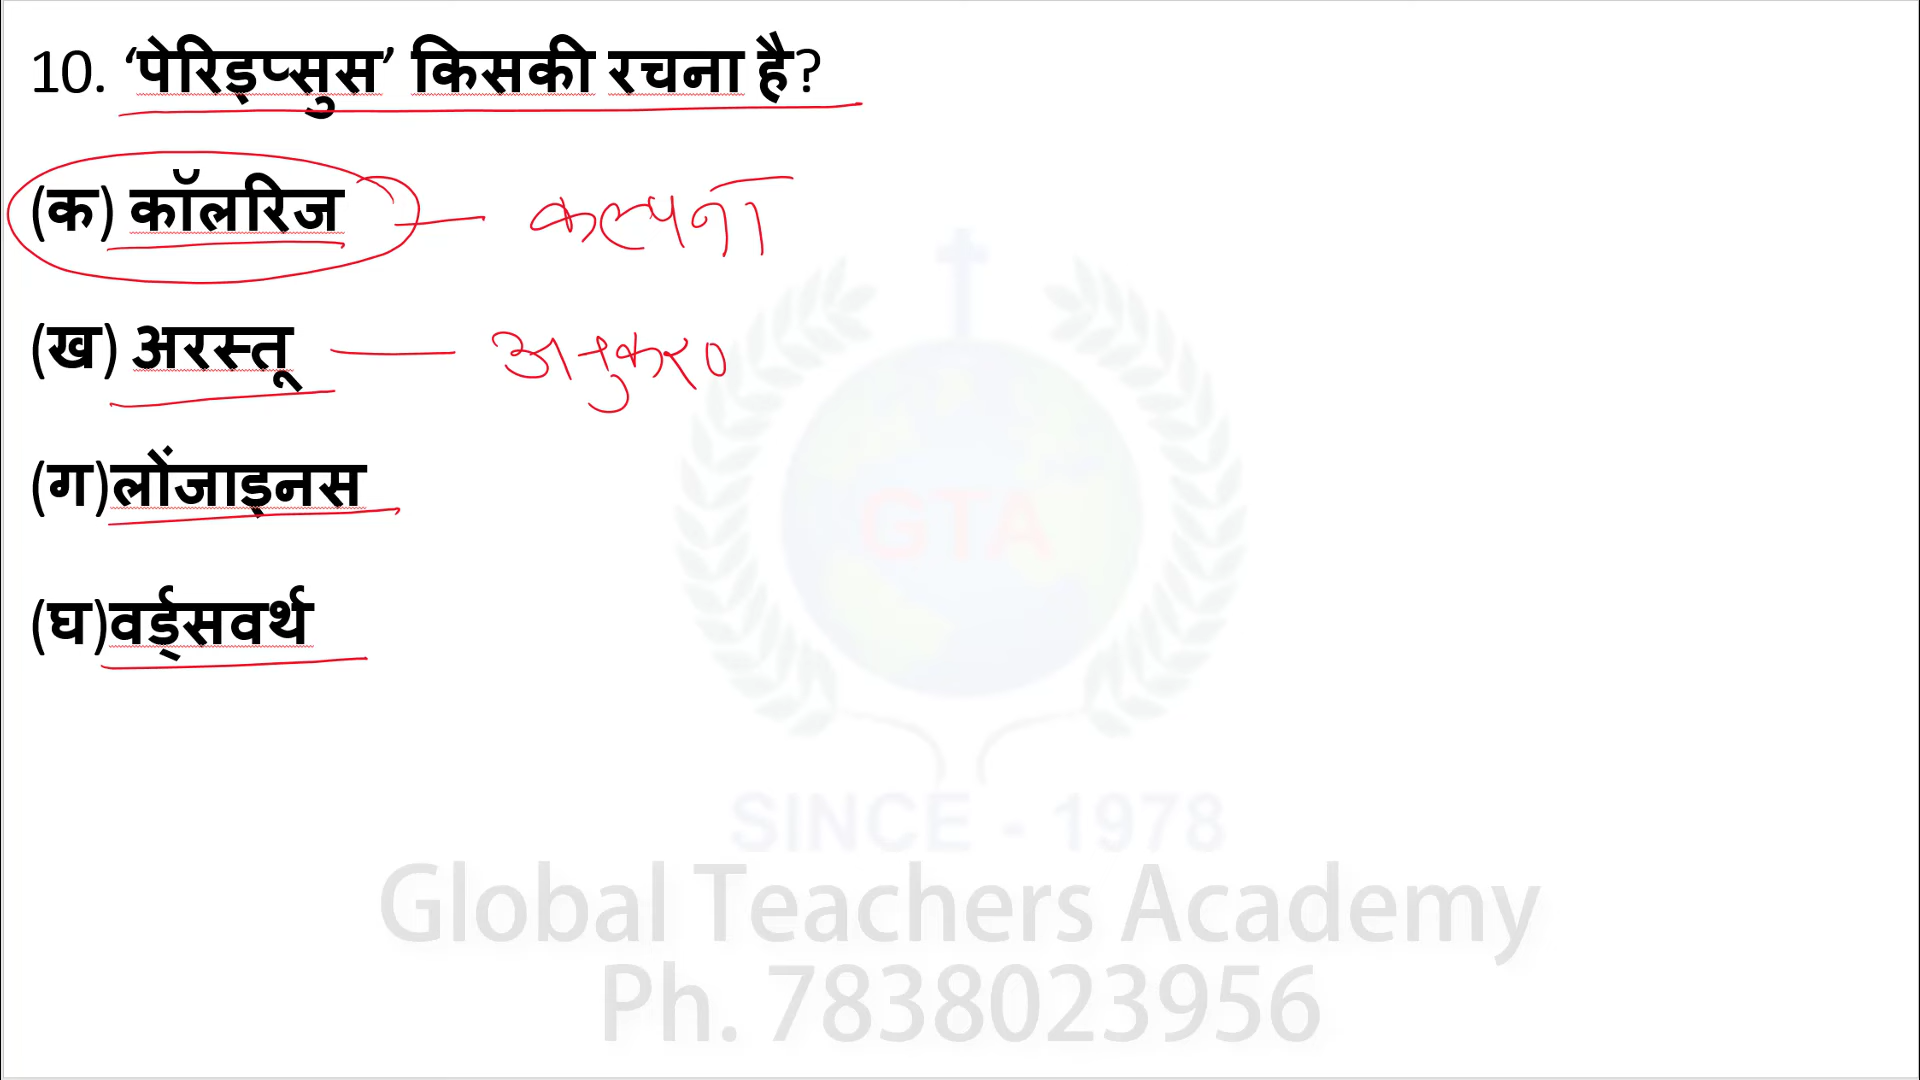 10. ‘पेरिइप्सुस’ किसकी रचना है?
(क) कॉलरिज — कल्पना
(ख) अरस्तू — अनुकरण
(ग)लोंजाइनस
(घ)वर्ड्सवर्थ
GTA
SINCE - 1978
Global Teachers Academy
Ph. 7838023956